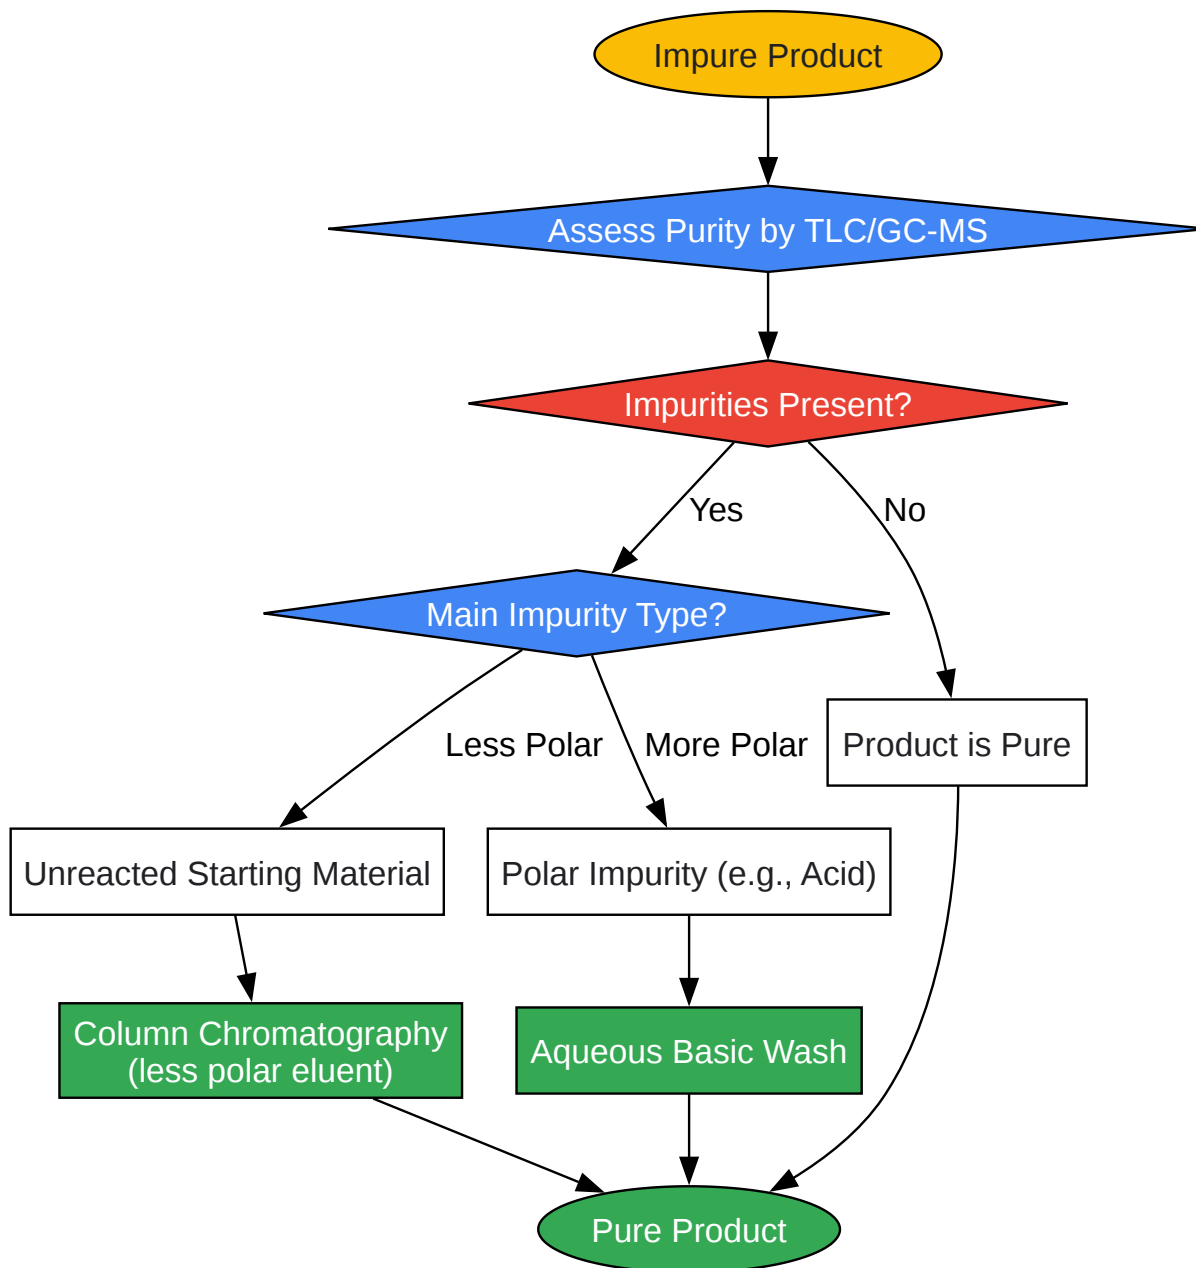 Impure Product
Assess Purity by TLC/GC-MS
Impurities Present?
Yes
No
Main Impurity Type?
Less Polar
More Polar
Product is Pure
Unreacted Starting Material
Polar Impurity (e.g., Acid)
Column Chromatography
(less polar eluent)
Aqueous Basic Wash
Pure Product